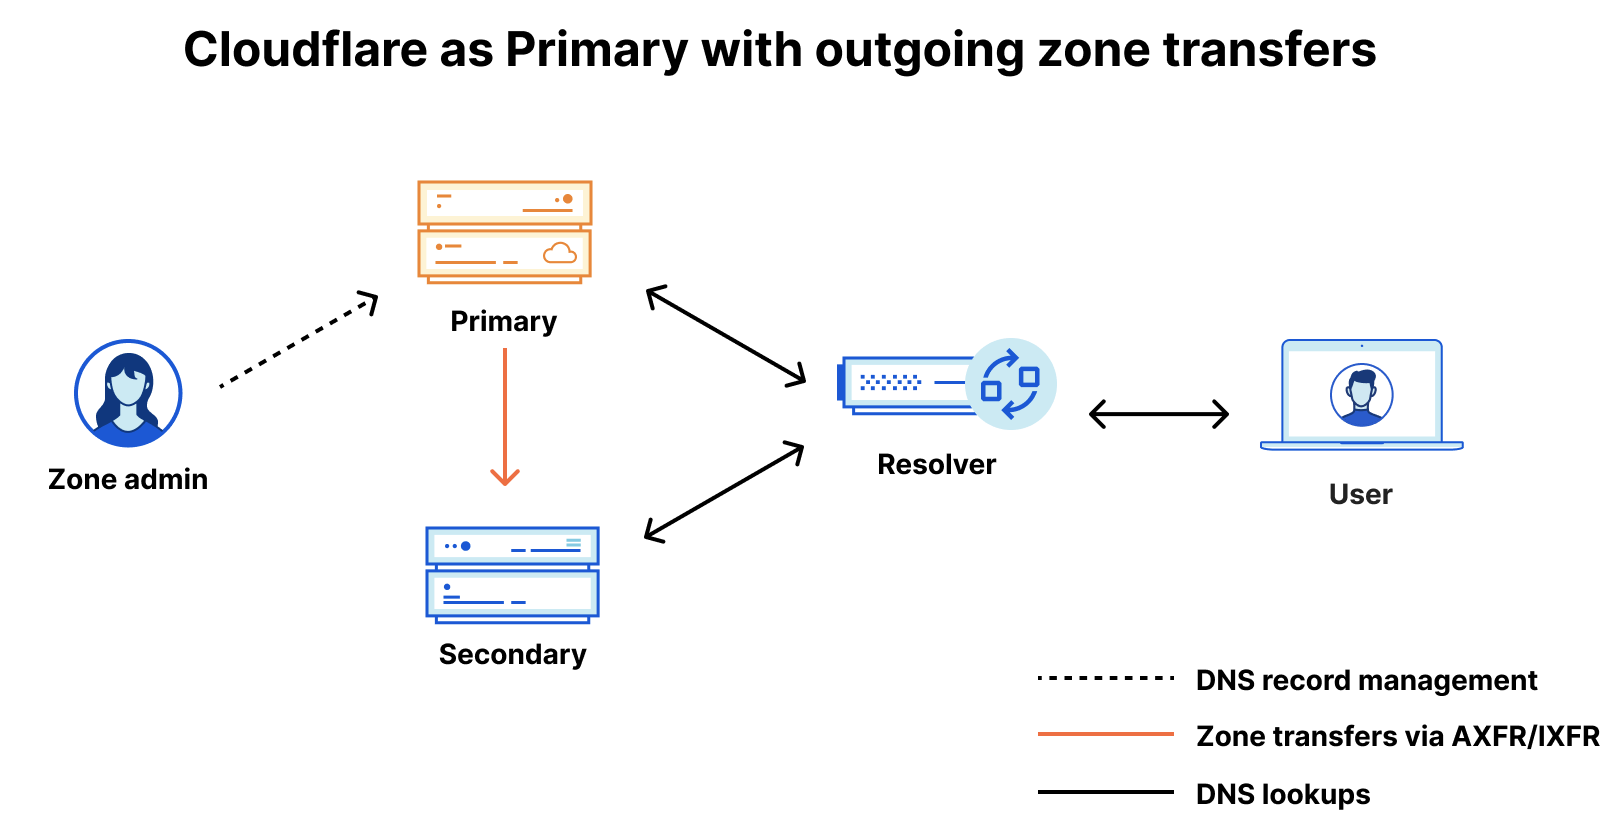 Cloudflare as Primary with outgoing zone transfers
Primary
Zone admin
Resolver
User
Secondary
DNS record management
Zone transfers via AXFR/IXFR
DNS lookups